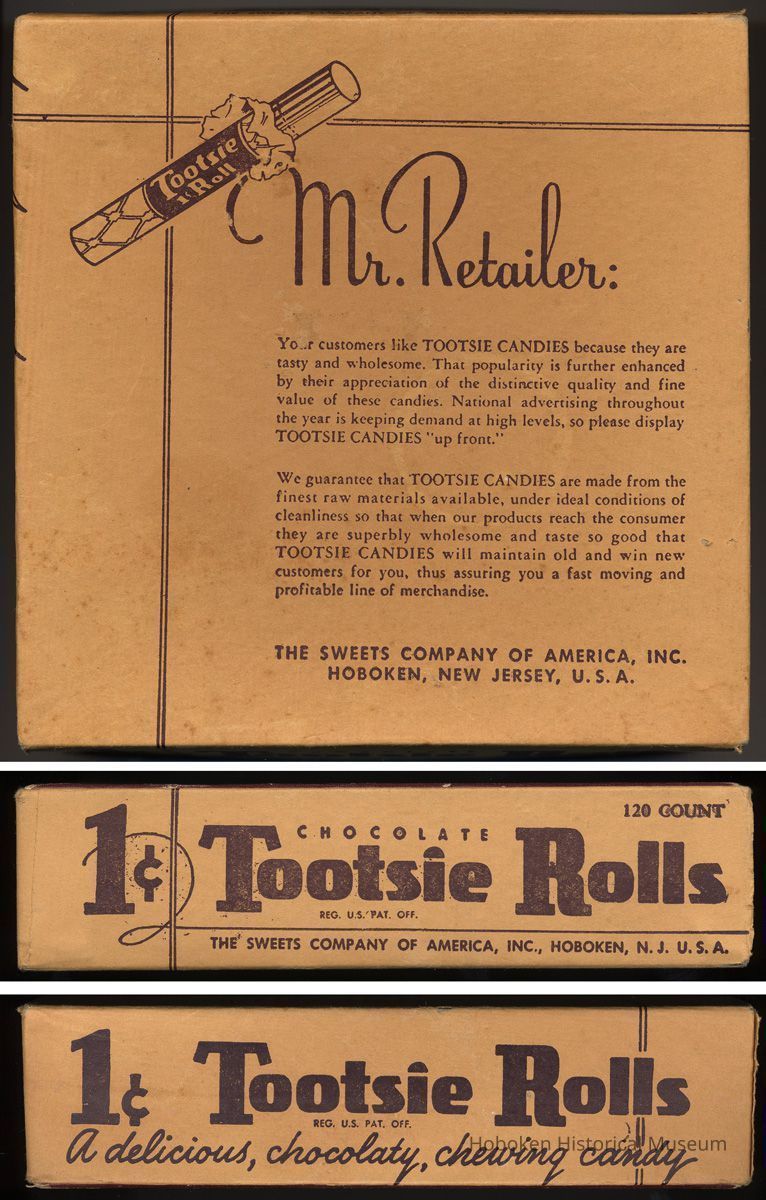 Tootsie
1¢ Roll
Mr. Retailer:
Your customers like TOOTSIE CANDIES because they are
tasty and wholesome. That popularity is further enhanced
by their appreciation of the distinctive quality and fine
value of these candies. National advertising throughout
the year is keeping demand at high levels, so please display
TOOTSIE CANDIES "up front."
We guarantee that TOOTSIE CANDIES are made from the
finest raw materials available, under ideal conditions of
cleanliness so that when our products reach the consumer
they are superbly wholesome and taste so good that
TOOTSIE CANDIES will maintain old and win new
customers for you, thus assuring you a fast moving and
profitable line of merchandise.
THE SWEETS COMPANY OF AMERICA, INC.
HOBOKEN, NEW JERSEY, U.S.A.
120 COUNT
CHOCOLATE
1¢ Tootsie Rolls
REG. U.S. PAT. OFF.
THE SWEETS COMPANY OF AMERICA, INC., HOBOKEN, N.J. U.S.A.
1¢ Tootsie Rolls
REG. U.S. PAT. OFF.
A delicious, chocolaty, chewing candy
Hoboken Historical Museum